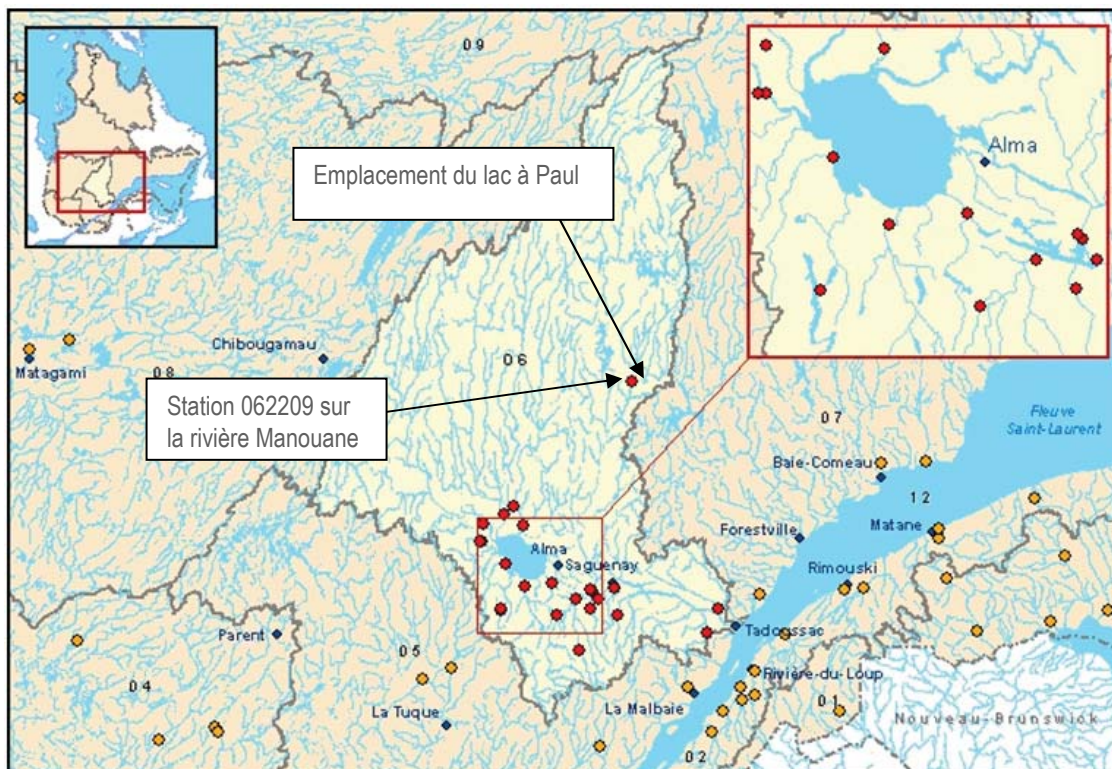 09
Alma
Emplacement du lac à Paul
Chibougamau
06
Matagami
08
Station 062209 sur
la rivière Manouane
07
Fleuve
Saint-Laurent
Baie-Comeau
12
Forestville
Matane
Alma
Saguenay
Rimouski
Parent
05
Tadoussac
04
Rivière-du-Loup
La Malbaie
01
La Tuque
Nouveau-Brunswick
02